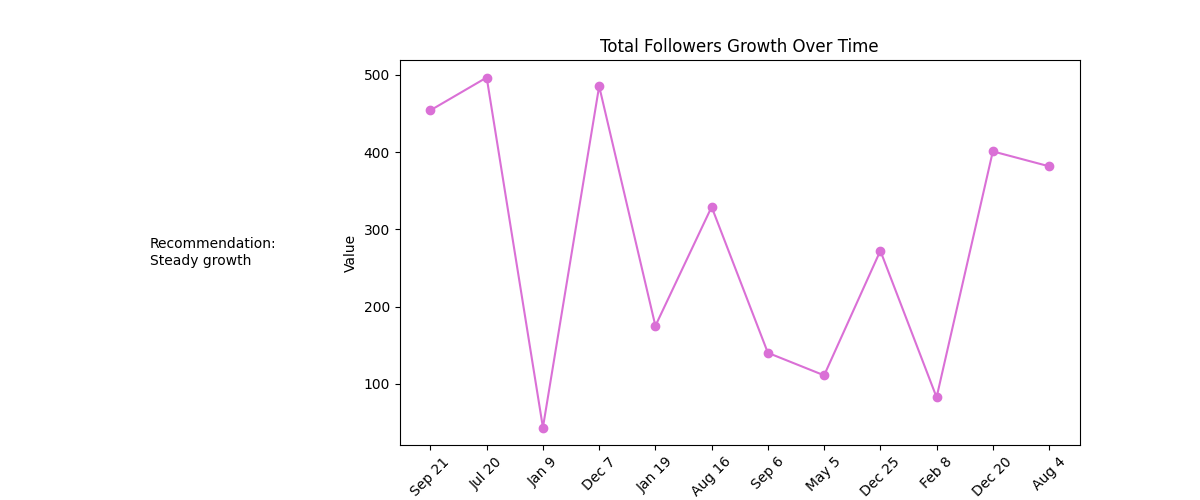 Total Followers Growth Over Time
Recommendation:
Steady growth
Value
500
400
300
200
100
Sep 21
Jul 20
Jan 9
Dec 7
Jan 19
Aug 16
Sep 6
May 5
Dec 25
Feb 8
Dec 20
Aug 4